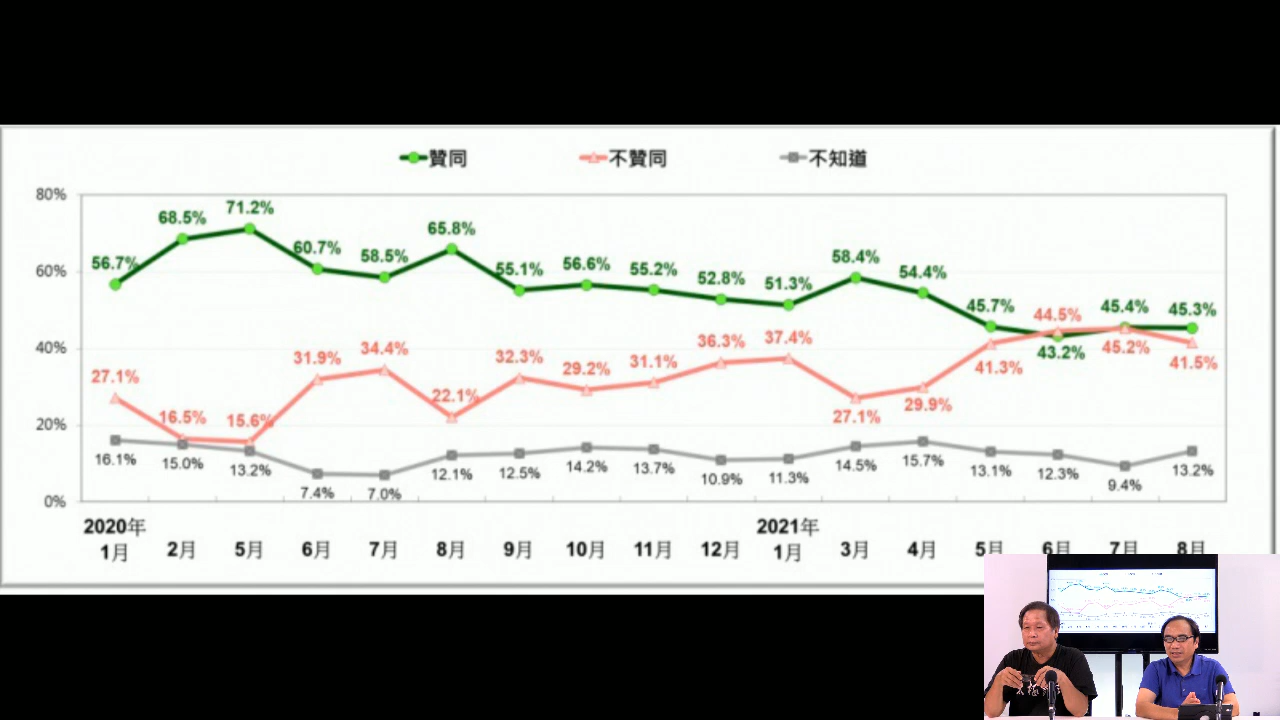 贊同 不贊同 不知道
80%
71.2%
68.5% 65.8%
60.7% 58.5% 58.4%
56.7% 55.1% 56.6% 55.2% 52.8% 51.3% 54.4%
60%
45.7% 44.5% 45.4% 45.3%
40%
43.2% 45.2%
41.3% 41.5%
36.3% 37.4%
31.9% 34.4% 32.3% 29.2% 31.1%
27.1% 22.1% 27.1% 29.9%
20%
16.5% 15.6%
16.1% 15.0% 13.2% 7.4% 7.0% 12.1% 12.5% 14.2% 13.7% 10.9% 11.3% 14.5% 15.7% 13.1% 12.3% 9.4% 13.2%
0%
2020年 2021年
1月 2月 5月 6月 7月 8月 9月 10月 11月 12月 1月 3月 4月 5月 6月 7月 8月